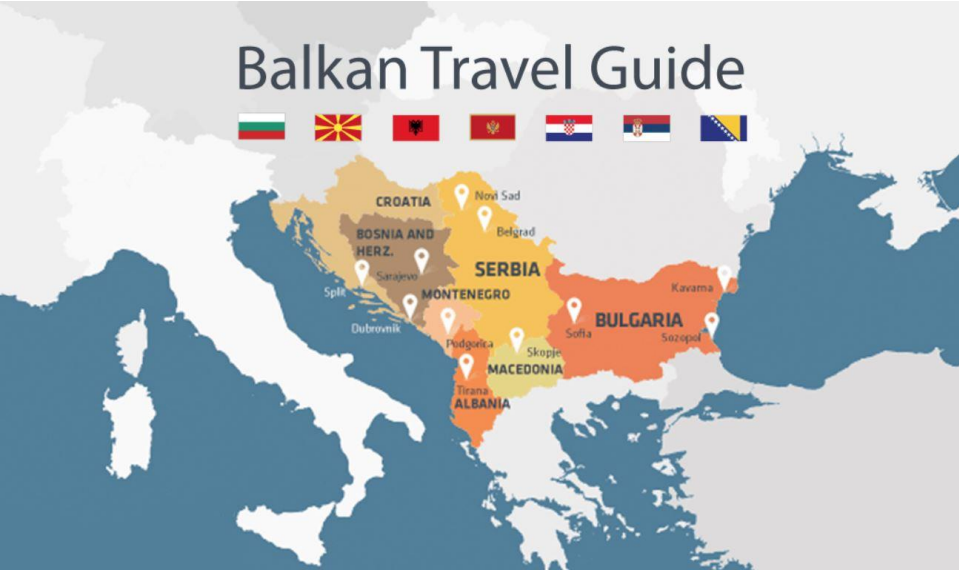 Balkan Travel Guide
CROATIA
Novi Sad
Belgrad
BOSNIA AND
HERZ.
Sarajevo
SERBIA
Split
MONTENEGRO
Dubrovnik
Podgorica
Kavarna
BULGARIA
Sofia
Sozopol
Skopje
MACEDONIA
Tirana
ALBANIA